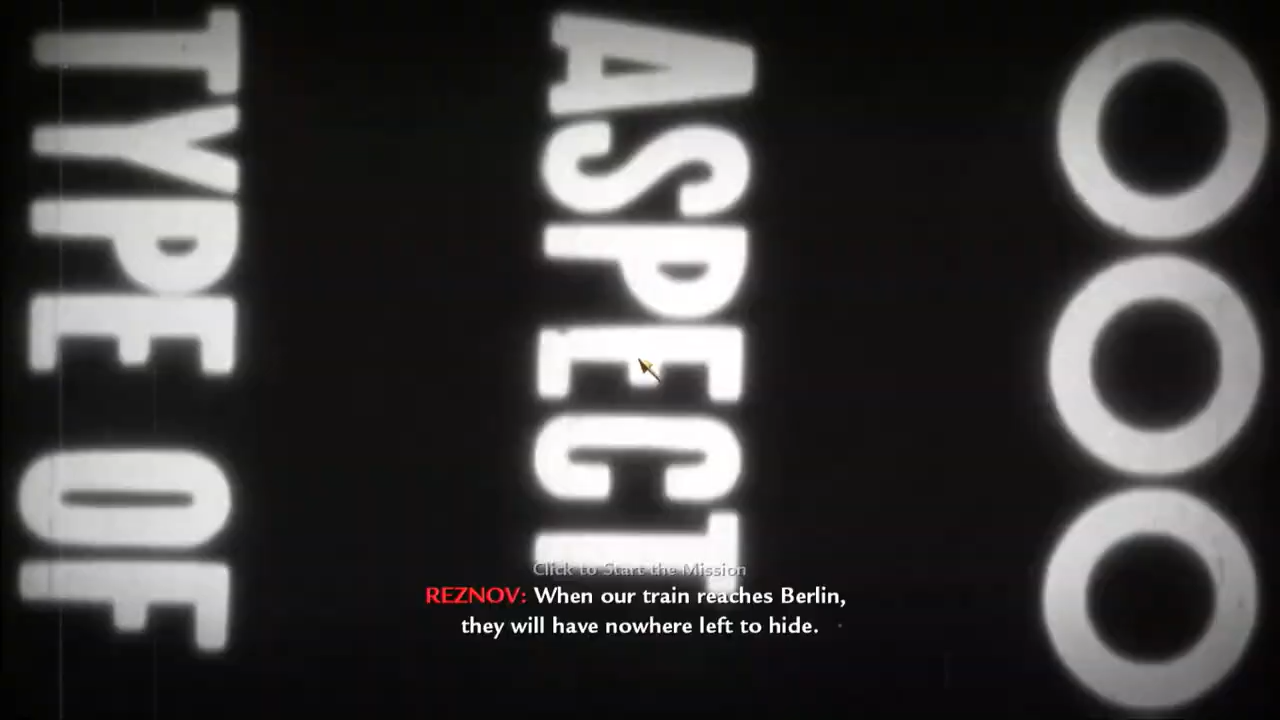 TYPE OF
ASPECT
OOO
Click to Start the Mission
REZNOV: When our train reaches Berlin,
they will have nowhere left to hide.